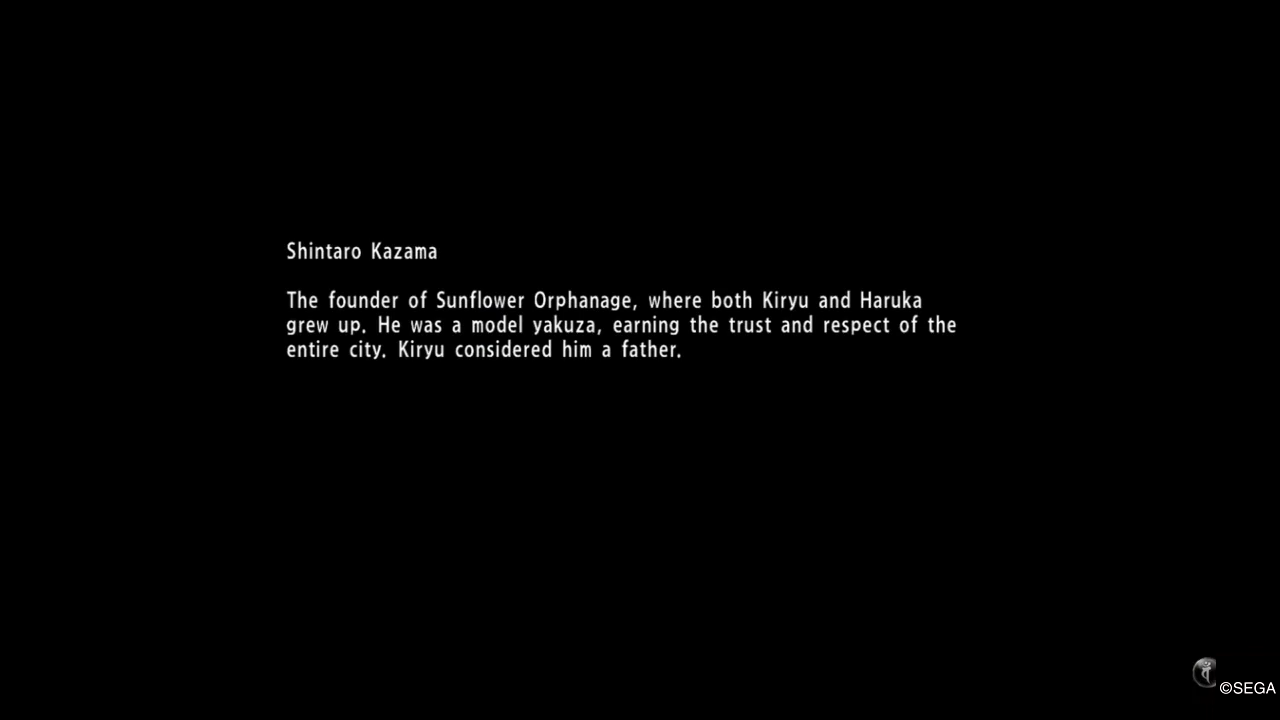 Shintaro Kazama
The founder of Sunflower Orphanage, where both Kiryu and Haruka
grew up. He was a model yakuza, earning the trust and respect of the
entire city. Kiryu considered him a father.
©SEGA